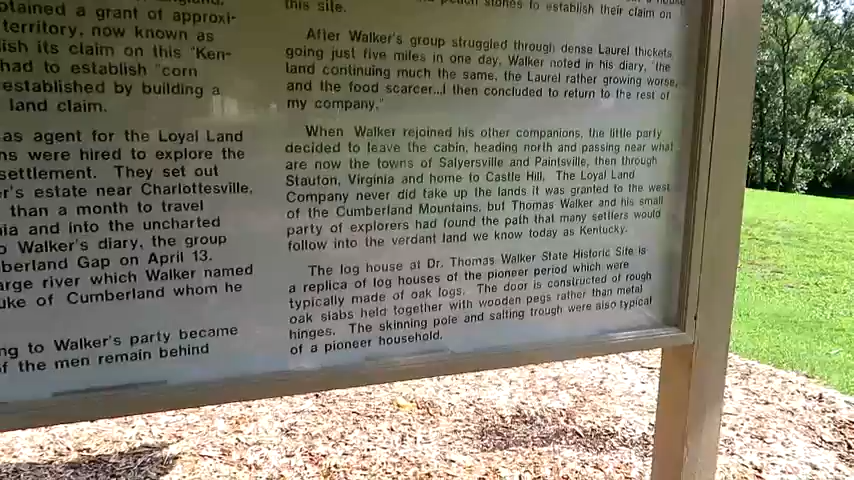 otained a grant of approxi-
territory, now known as
ish its claim on this "Ken-
had to establish "corn
established by building a
land claim.
as agent for the Loyal Land
ns were hired to explore the
settlement. They set out
r's estate near Charlottesville,
than a month to travel
ia and into the uncharted
o Walker's diary, the group
berland Gap on April 13.
arge river which Walker named
uke of Cumberland whom he
ng to Walker's party became
f the men remain behind
this site.
stones to establish their claim on
After Walker's group struggled through dense Laurel thickets
going just five miles in one day, Walker noted in his diary, "the
land continuing much the same, the Laurel rather growing worse,
and the food scarcer...I then concluded to return to the rest of
my company."
When Walker rejoined his other companions, the little party
decided to leave the cabin, heading north and passing near what
are now the towns of Salyersville and Paintsville, then through
Stauton, Virginia and home to Castle Hill. The Loyal Land
Company never did take up the lands it was granted to the west
of the Cumberland Mountains, but Thomas Walker and his small
party of explorers had found the path that many settlers would
follow into the verdant land we know today as Kentucky.
The log house at Dr. Thomas Walker State Historic Site is
a replica of log houses of the pioneer period which were
typically made of oak logs. The door is constructed of rough
oak slabs held together with wooden pegs rather than metal
hinges. The skinning pole and salting trough were also typical
of a pioneer household.